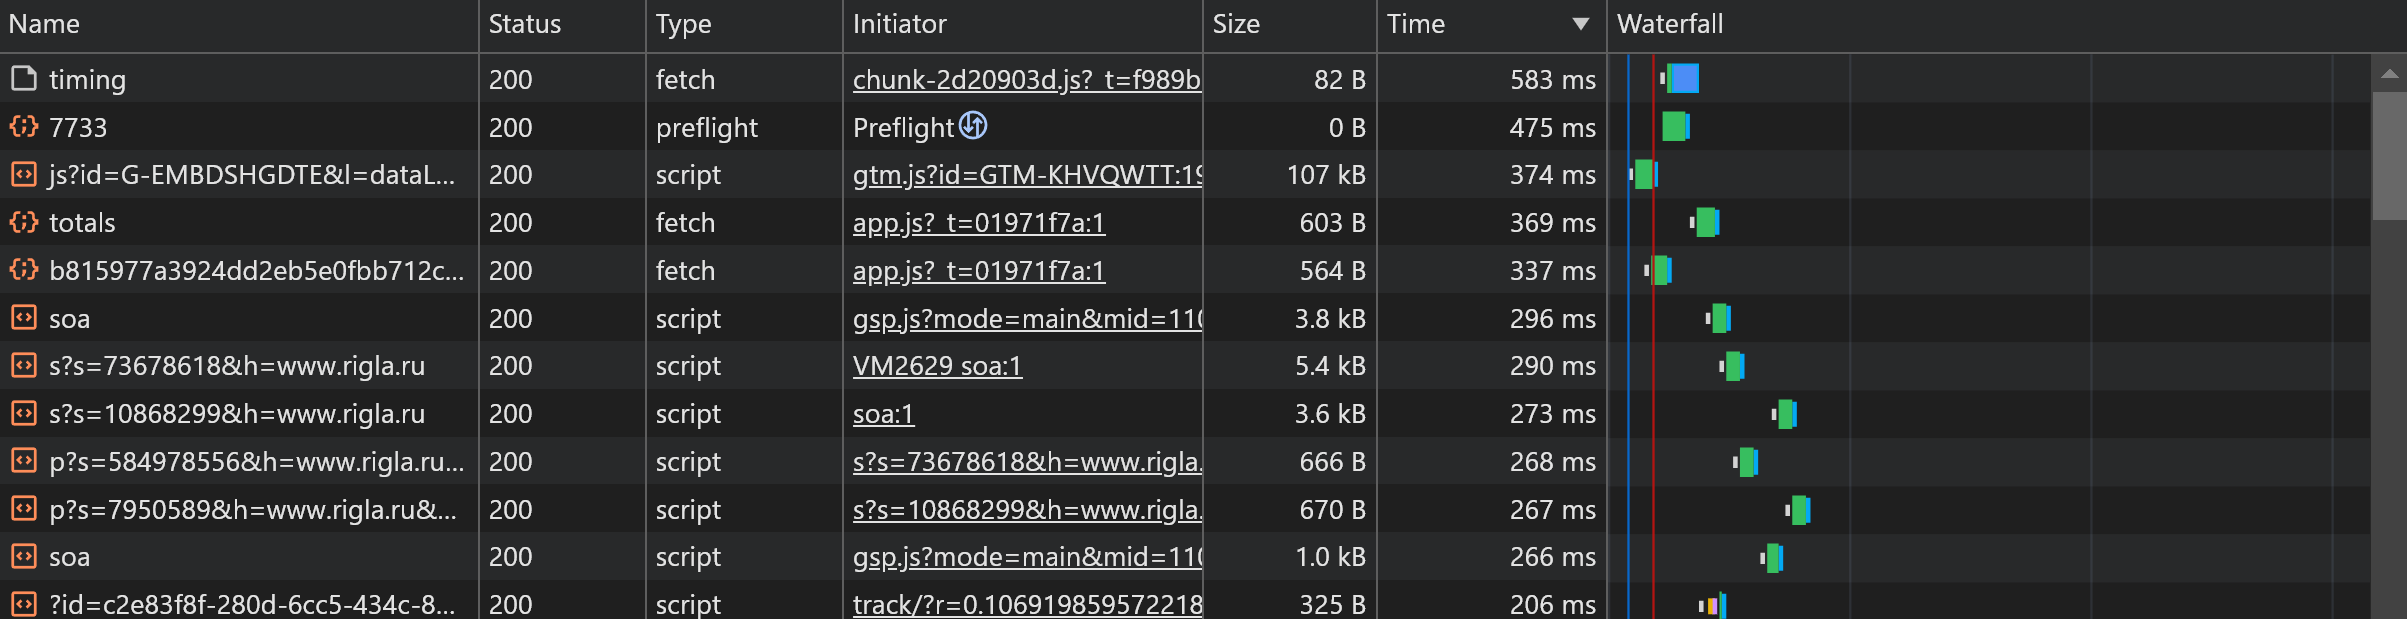 Name Status Type Initiator Size Time Waterfall
timing 200 fetch chunk-2d20903d.js?_t=f989b 82 B 583 ms
7733 200 preflight Preflight 0 B 475 ms
js?id=G-EMBDSHGDTE&l=dataL... 200 script gtm.js?id=GTM-KHVQWTT:19 107 kB 374 ms
totals 200 fetch app.js?_t=01971f7a:1 603 B 369 ms
b815977a3924dd2eb5e0fbb712c... 200 fetch app.js?_t=01971f7a:1 564 B 337 ms
soa 200 script gsp.js?mode=main&mid=110 3.8 kB 296 ms
s?s=73678618&h=www.rigla.ru 200 script VM2629 soa:1 5.4 kB 290 ms
s?s=10868299&h=www.rigla.ru 200 script soa:1 3.6 kB 273 ms
p?s=584978556&h=www.rigla.ru... 200 script s?s=73678618&h=www.rigla. 666 B 268 ms
p?s=7950589&h=www.rigla.ru&... 200 script s?s=10868299&h=www.rigla. 670 B 267 ms
soa 200 script gsp.js?mode=main&mid=110 1.0 kB 266 ms
?id=c2e83f8f-280d-6cc5-434c-8... 200 script track/?r=0.106919859572218 325 B 206 ms